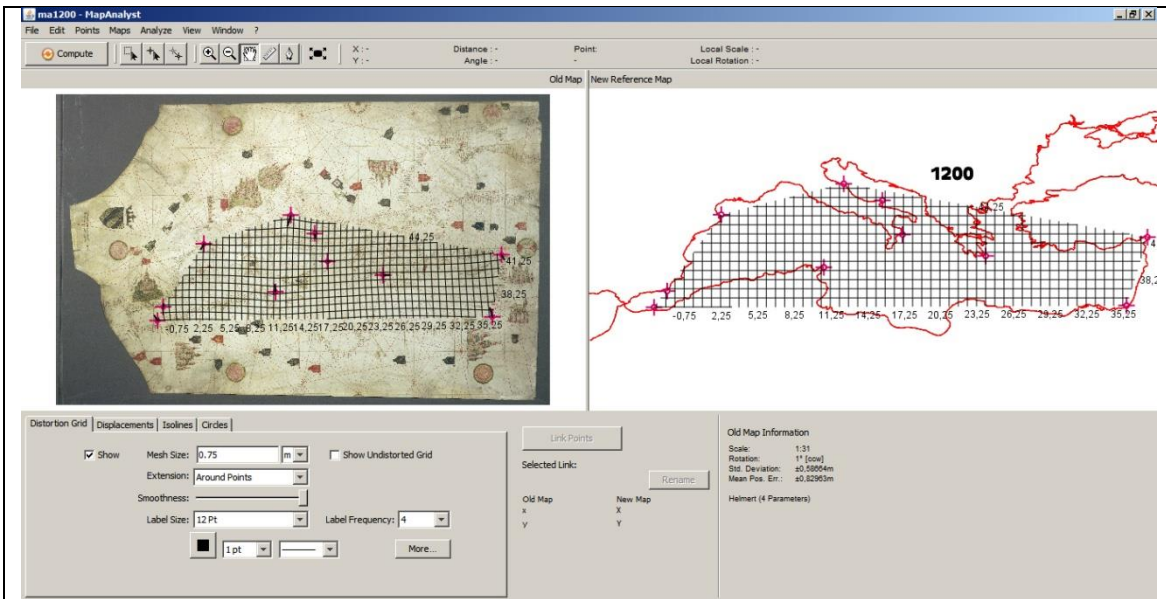 ma1200 - MapAnalyst
File Edit Points Maps Analyze View Window ?
Compute
X : - Distance : - Point: Local Scale : -
Y : - Angle : - - Local Rotation : -
Old Map New Reference Map
1200
44,25
41,25
38,25
-0,75 2,25 5,25 8,25 11,25 14,25 17,25 20,25 23,25 26,25 29,25 32,25 35,25
38,2
-0,75 2,25 5,25 8,25 11,25 14,25 17,25 20,25 23,25 26,25 29,25 32,25 35,25
Distortion Grid Displacements Isolines Circles
Show Mesh Size: 0.75 m Show Undistorted Grid
Extension: Around Points
Smoothness:
Label Size: 12 Pt Label Frequency: 4
1 pt More...
Link Points
Selected Link:
Rename
Old Map New Map
x X
y Y
Old Map Information
Scale: 1:31
Rotation: 1° [ccw]
Std. Deviation: ±0,58664m
Mean Pos. Err.: ±0,82963m
Helmert (4 Parameters)